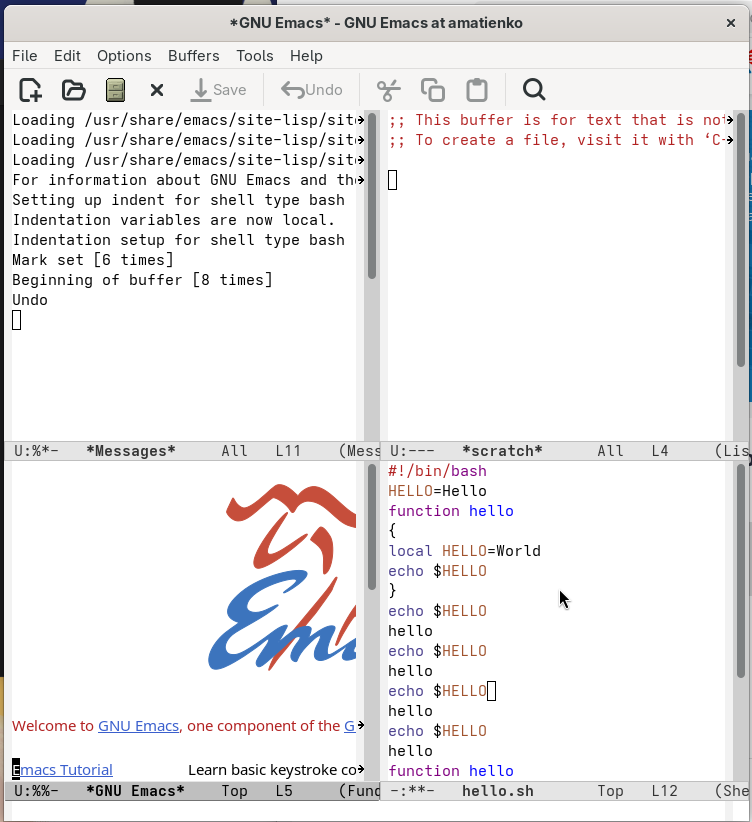 *GNU Emacs* - GNU Emacs at amatienko
File Edit Options Buffers Tools Help
Save Undo
Loading /usr/share/emacs/site-lisp/site
Loading /usr/share/emacs/site-lisp/site
Loading /usr/share/emacs/site-lisp/site
For information about GNU Emacs and the
Setting up indent for shell type bash
Indentation variables are now local.
Indentation setup for shell type bash
Mark set [6 times]
Beginning of buffer [8 times]
Undo
U:%*- *Messages* All L11 (Mess
;; This buffer is for text that is not
;; To create a file, visit it with ‘C-
U:--- *scratch* All L4 (Lis
Em
Welcome to GNU Emacs, one component of the G
Emacs Tutorial Learn basic keystroke co
U:%%- *GNU Emacs* Top L5 (Fund
#!/bin/bash
HELLO=Hello
function hello
{
local HELLO=World
echo $HELLO
}
echo $HELLO
hello
echo $HELLO
hello
echo $HELLO
hello
echo $HELLO
hello
function hello
-:**- hello.sh Top L12 (She